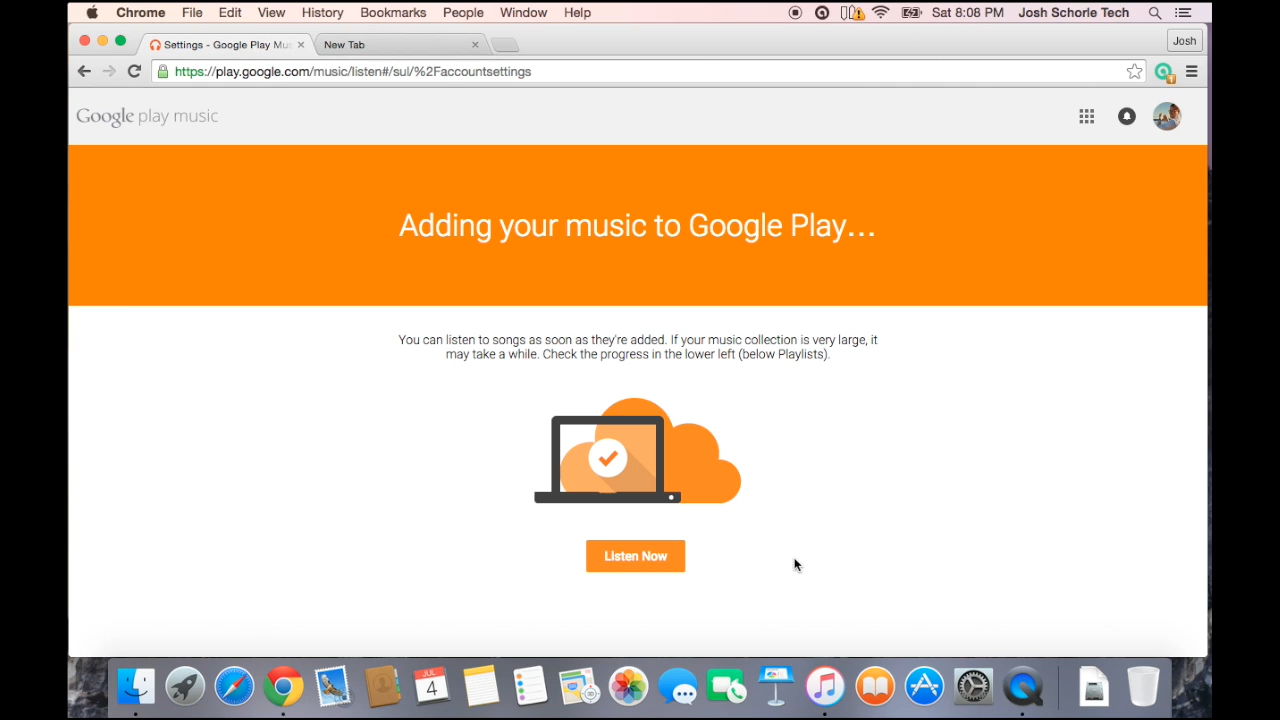 Chrome File Edit View History Bookmarks People Window Help Sat 8:08 PM Josh Schorle Tech
Settings - Google Play Mu New Tab Josh
https://play.google.com/music/listen#/sul/%2Faccountsettings
Google play music
Adding your music to Google Play...
You can listen to songs as soon as they're added. If your music collection is very large, it
may take a while. Check the progress in the lower left (below Playlists).
Listen Now
JUL
4